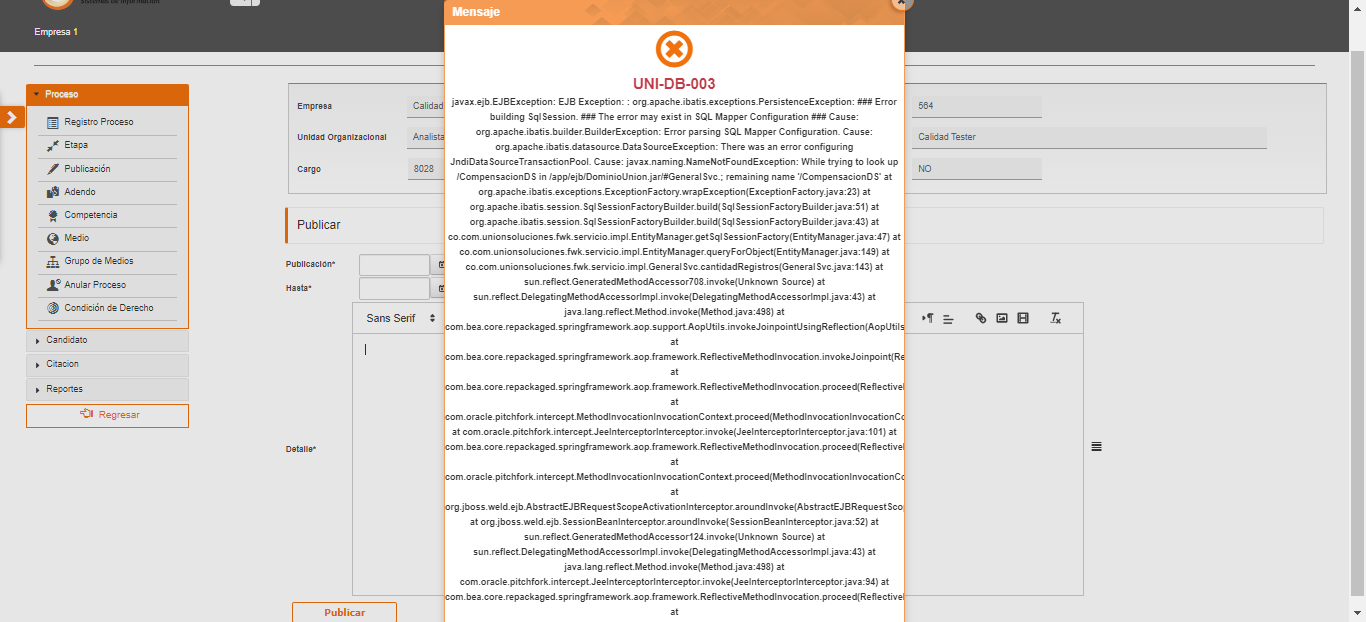 Sistemas de Información
Empresa 1
Proceso
Registro Proceso
Etapa
Publicación
Adendo
Competencia
Medio
Grupo de Medios
Anular Proceso
Condición de Derecho
Candidato
Citacion
Reportes
Regresar
Empresa
Calidad
564
Unidad Organizacional
Analista
Calidad Tester
Cargo
8028
NO
Publicar
Publicación*
Hasta*
Sans Serif
Detalle*
Publicar
Mensaje
UNI-DB-003
javax.ejb.EJBException: EJB Exception: : org.apache.ibatis.exceptions.PersistenceException: ### Error
building SqlSession. ### The error may exist in SQL Mapper Configuration ### Cause:
org.apache.ibatis.builder.BuilderException: Error parsing SQL Mapper Configuration. Cause:
org.apache.ibatis.datasource.DataSourceException: There was an error configuring
JndiDataSourceTransactionPool. Cause: javax.naming.NameNotFoundException: While trying to look up
/CompensacionDS in /app/ejb/DominioUnion.jar/#GeneralSvc.; remaining name '/CompensacionDS' at
org.apache.ibatis.exceptions.ExceptionFactory.wrapException(ExceptionFactory.java:23) at
org.apache.ibatis.session.SqlSessionFactoryBuilder.build(SqlSessionFactoryBuilder.java:51) at
org.apache.ibatis.session.SqlSessionFactoryBuilder.build(SqlSessionFactoryBuilder.java:43) at
co.com.unionsoluciones.fwk.servicio.impl.EntityManager.getSqlSessionFactory(EntityManager.java:47) at
co.com.unionsoluciones.fwk.servicio.impl.EntityManager.queryForObject(EntityManager.java:149) at
co.com.unionsoluciones.fwk.servicio.impl.GeneralSvc.cantidadRegistros(GeneralSvc.java:143) at
sun.reflect.GeneratedMethodAccessor708.invoke(Unknown Source) at
sun.reflect.DelegatingMethodAccessorImpl.invoke(DelegatingMethodAccessorImpl.java:43) at
java.lang.reflect.Method.invoke(Method.java:498) at
com.bea.core.repackaged.springframework.aop.support.AopUtils.invokeJoinpointUsingReflection(AopUtils
at
com.bea.core.repackaged.springframework.aop.framework.ReflectiveMethodInvocation.invokeJoinpoint(Re
at
com.bea.core.repackaged.springframework.aop.framework.ReflectiveMethodInvocation.proceed(Reflectivel
at
com.oracle.pitchfork.intercept.MethodInvocationInvocationContext.proceed(MethodInvocationInvocationCo
at com.oracle.pitchfork.intercept.JeeInterceptorInterceptor.invoke(JeeInterceptorInterceptor.java:101) at
com.bea.core.repackaged.springframework.aop.framework.ReflectiveMethodInvocation.proceed(Reflectivel
at
com.oracle.pitchfork.intercept.MethodInvocationInvocationContext.proceed(MethodInvocationInvocationCo
at
org.jboss.weld.ejb.AbstractEJBRequestScopeActivationInterceptor.aroundInvoke(AbstractEJBRequestScop
at org.jboss.weld.ejb.SessionBeanInterceptor.aroundInvoke(SessionBeanInterceptor.java:52) at
sun.reflect.GeneratedMethodAccessor124.invoke(Unknown Source) at
sun.reflect.DelegatingMethodAccessorImpl.invoke(DelegatingMethodAccessorImpl.java:43) at
java.lang.reflect.Method.invoke(Method.java:498) at
com.oracle.pitchfork.intercept.JeeInterceptorInterceptor.invoke(JeeInterceptorInterceptor.java:94) at
com.bea.core.repackaged.springframework.aop.framework.ReflectiveMethodInvocation.proceed(Reflectivel
at